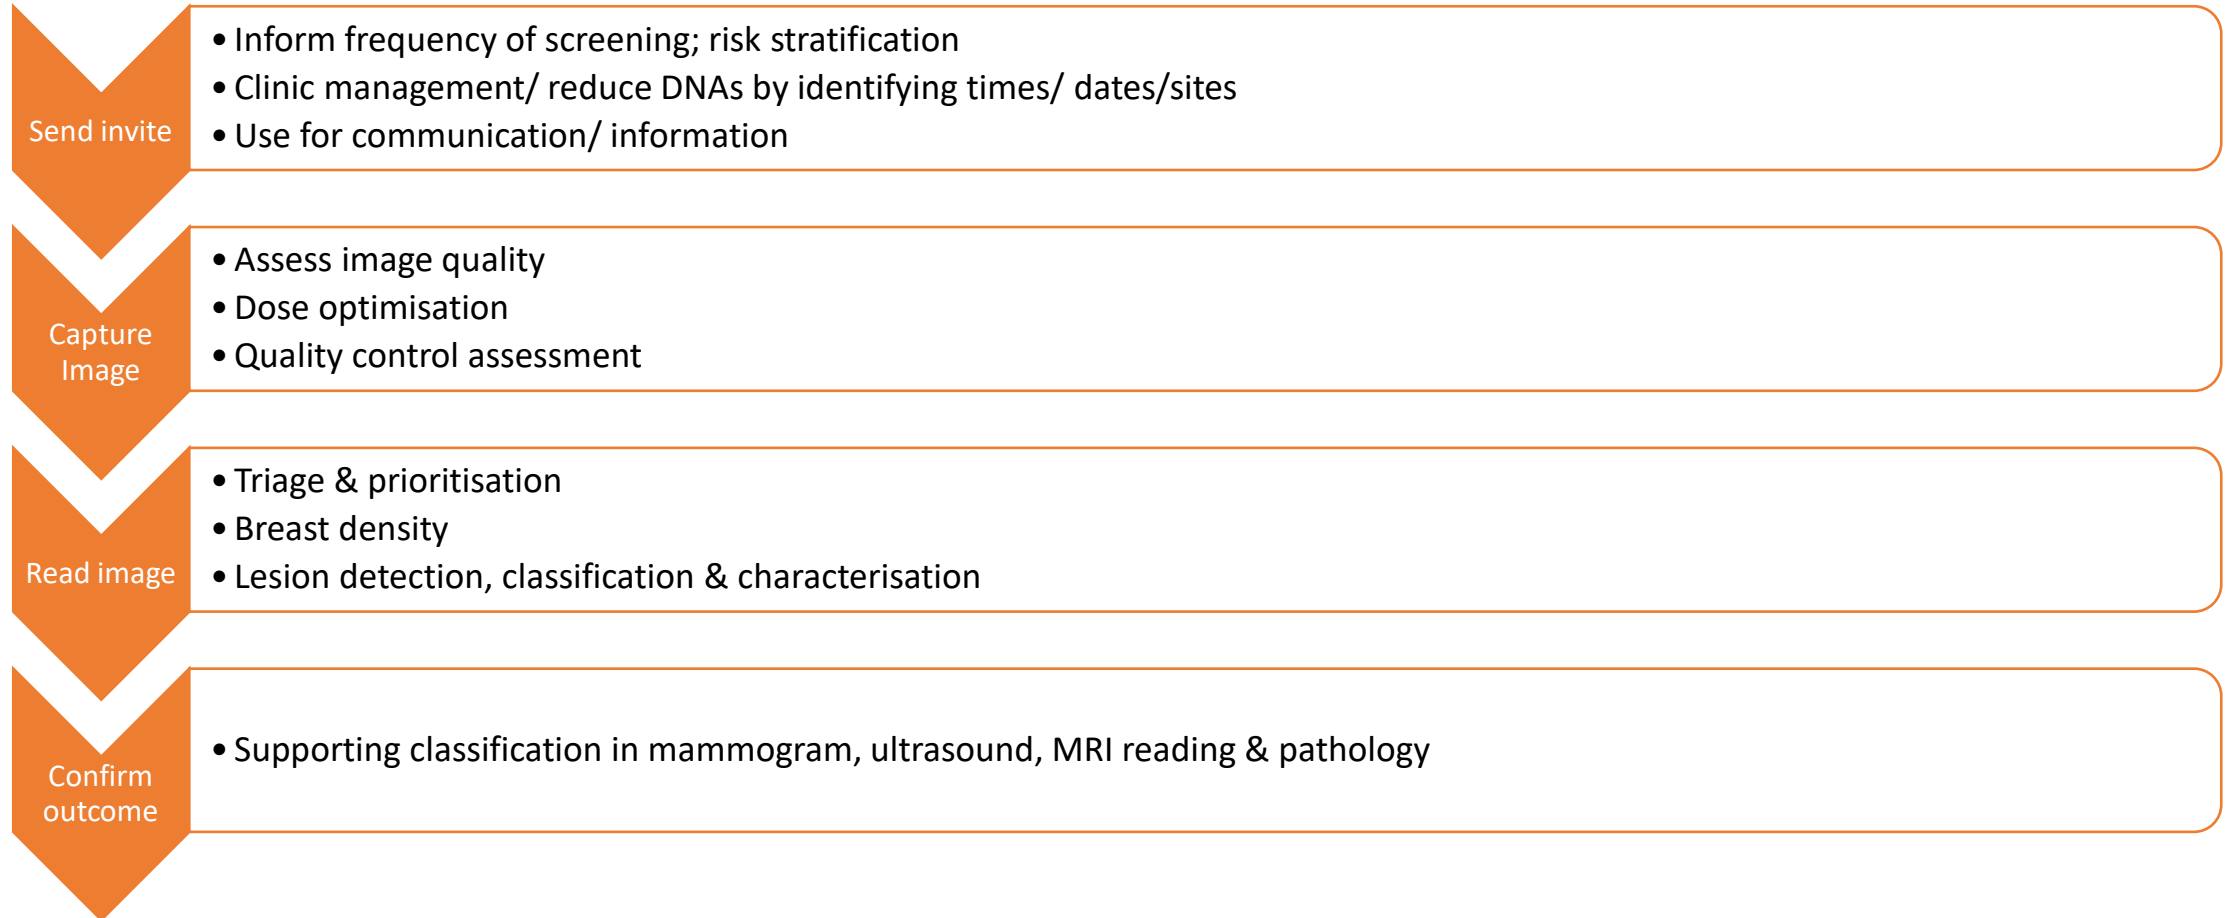 Send invite
• Inform frequency of screening; risk stratification
• Clinic management/ reduce DNAs by identifying times/ dates/sites
• Use for communication/ information
Capture
Image
• Assess image quality
• Dose optimisation
• Quality control assessment
Read image
• Triage & prioritisation
• Breast density
• Lesion detection, classification & characterisation
Confirm
outcome
• Supporting classification in mammogram, ultrasound, MRI reading & pathology